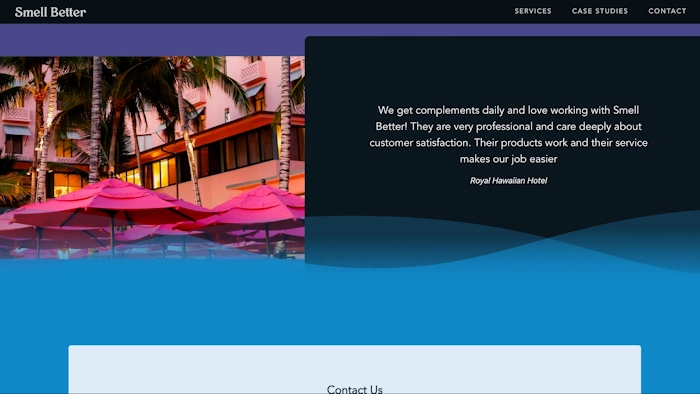 Smell Better
SERVICES
CASE STUDIES
CONTACT
We get complements daily and love working with Smell
Better! They are very professional and care deeply about
customer satisfaction. Their products work and their service
makes our job easier
Royal Hawaiian Hotel
Contact Us